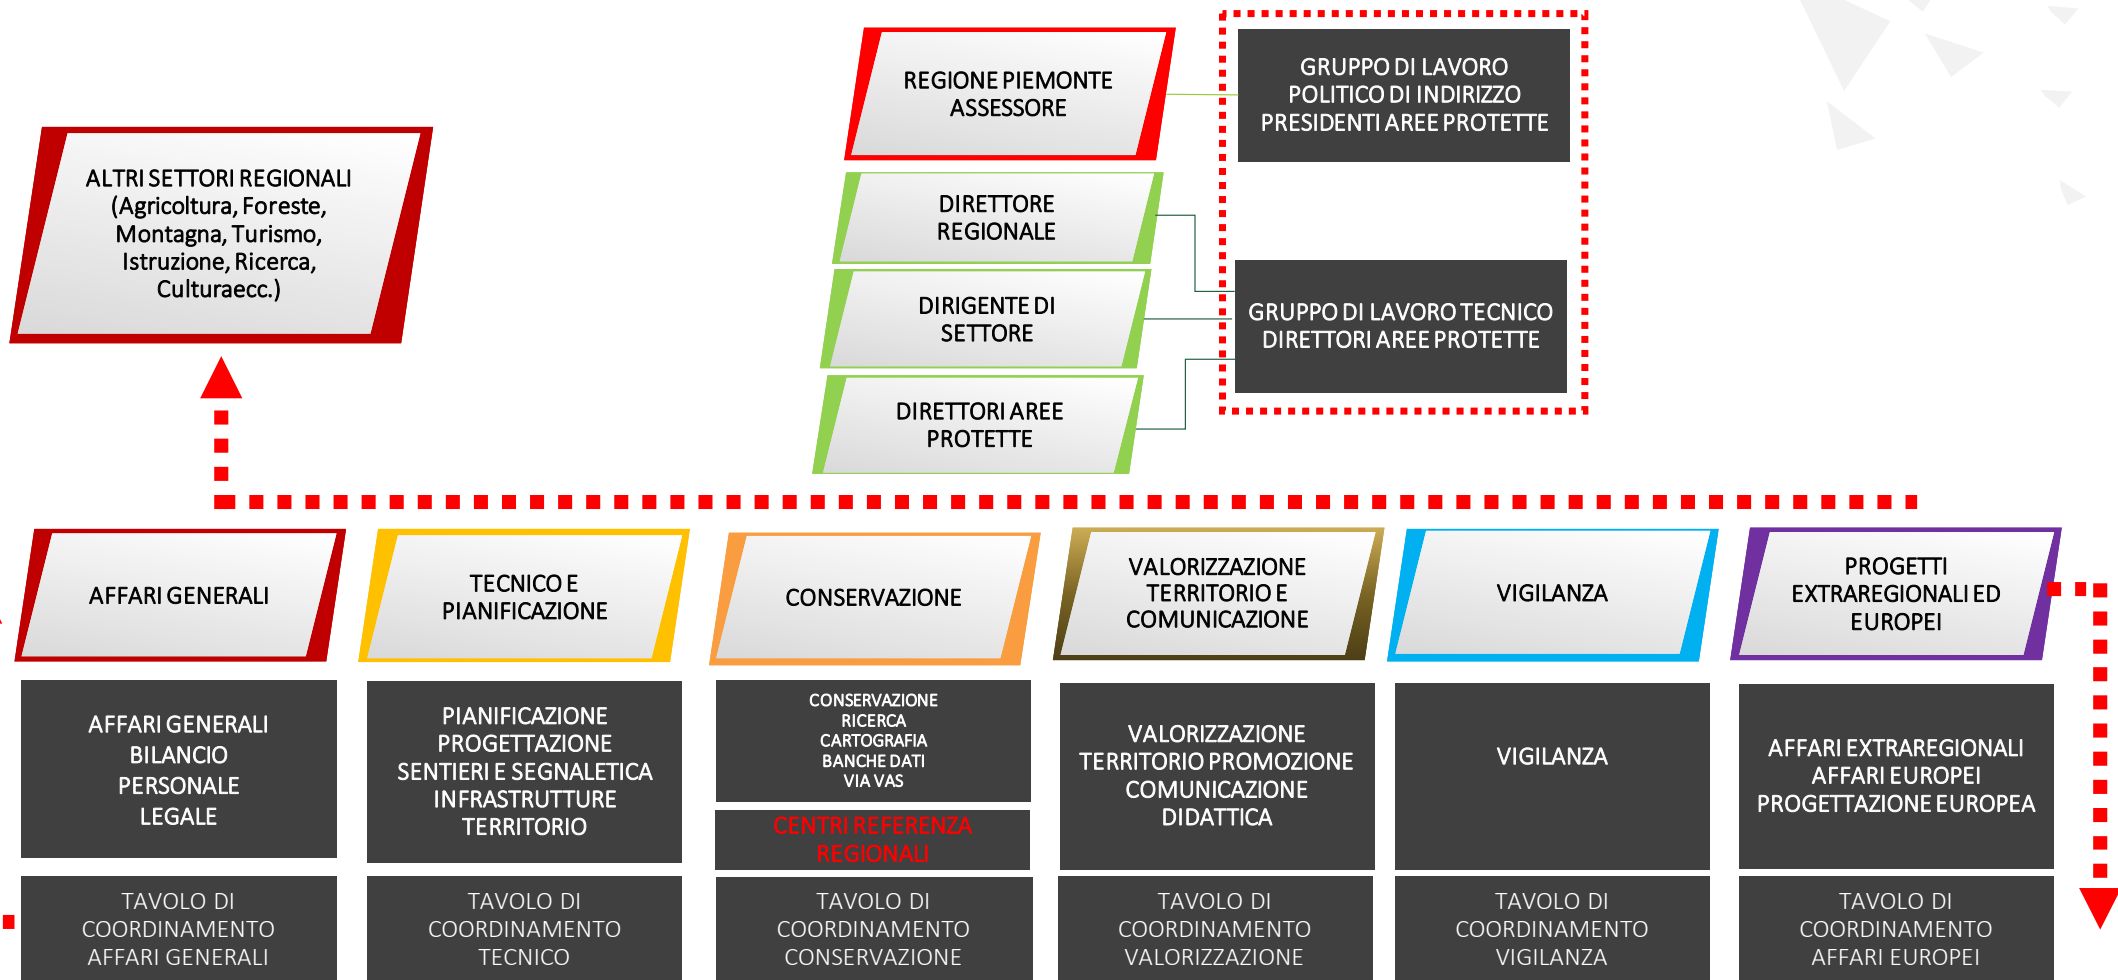 REGIONE PIEMONTE
ASSESSORE
GRUPPO DI LAVORO
POLITICO DI INDIRIZZO
PRESIDENTI AREE PROTETTE
ALTRI SETTORI REGIONALI
(Agricoltura, Foreste,
Montagna, Turismo,
Istruzione, Ricerca,
Culturaecc.)
DIRETTORE
REGIONALE
DIRIGENTE DI
SETTORE
GRUPPO DI LAVORO TECNICO
DIRETTORI AREE PROTETTE
DIRETTORI AREE
PROTETTE
AFFARI GENERALI
TECNICO E
PIANIFICAZIONE
CONSERVAZIONE
VALORIZZAZIONE
TERRITORIO E
COMUNICAZIONE
VIGILANZA
PROGETTI
EXTRAREGIONALI ED
EUROPEI
AFFARI GENERALI
BILANCIO
PERSONALE
LEGALE
PIANIFICAZIONE
PROGETTAZIONE
SENTIERI E SEGNALETICA
INFRASTRUTTURE
TERRITORIO
CONSERVAZIONE
RICERCA
CARTOGRAFIA
BANCHE DATI
VIA VAS
CENTRI REFERENZA
REGIONALI
VALORIZZAZIONE
TERRITORIO PROMOZIONE
COMUNICAZIONE
DIDATTICA
VIGILANZA
AFFARI EXTRAREGIONALI
AFFARI EUROPEI
PROGETTAZIONE EUROPEA
TAVOLO DI
COORDINAMENTO
AFFARI GENERALI
TAVOLO DI
COORDINAMENTO
TECNICO
TAVOLO DI
COORDINAMENTO
CONSERVAZIONE
TAVOLO DI
COORDINAMENTO
VALORIZZAZIONE
TAVOLO DI
COORDINAMENTO
VIGILANZA
TAVOLO DI
COORDINAMENTO
AFFARI EUROPEI